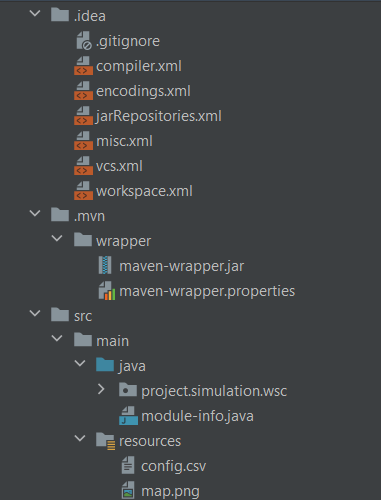 .idea
.gitignore
compiler.xml
encodings.xml
jarRepositories.xml
misc.xml
vcs.xml
workspace.xml
.mvn
wrapper
maven-wrapper.jar
maven-wrapper.properties
src
main
java
project.simulation.wsc
module-info.java
resources
config.csv
map.png